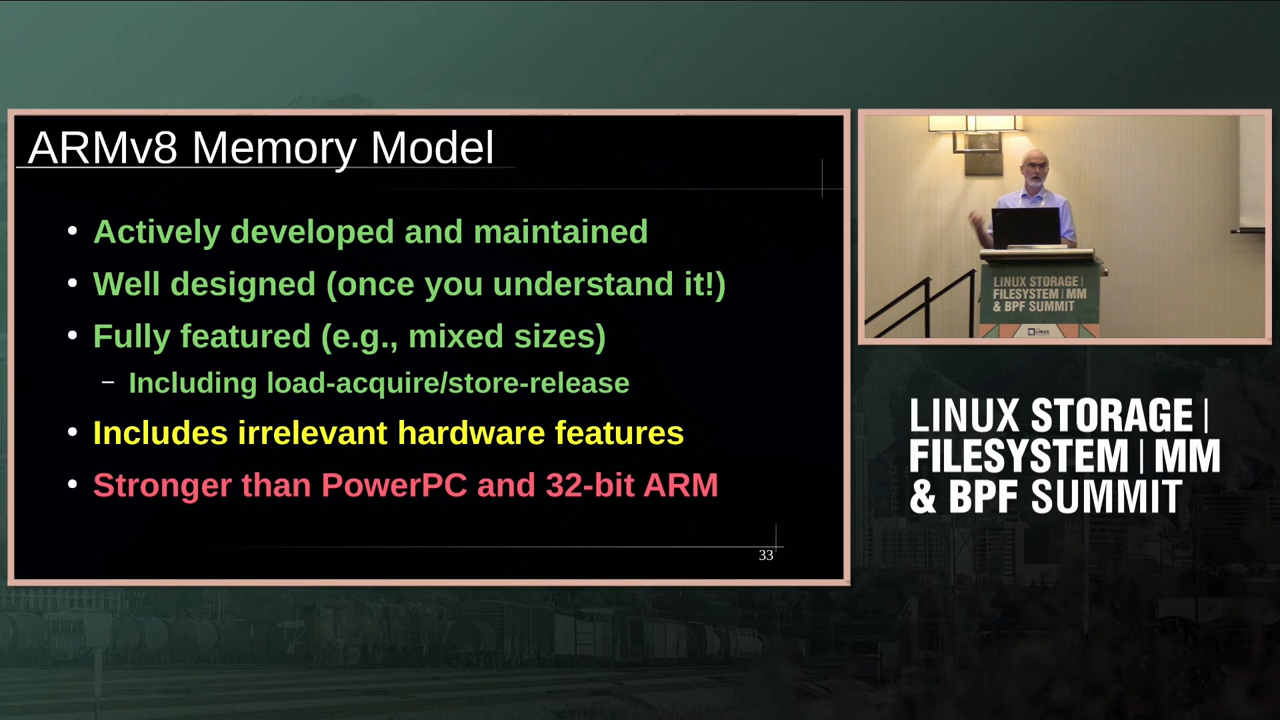 ARMv8 Memory Model
• Actively developed and maintained
• Well designed (once you understand it!)
• Fully featured (e.g., mixed sizes)
– Including load-acquire/store-release
• Includes irrelevant hardware features
• Stronger than PowerPC and 32-bit ARM
33
LINUX STORAGE |
FILESYSTEM | MM
& BPF SUMMIT
LINUX STORAGE |
FILESYSTEM | MM
& BPF SUMMIT